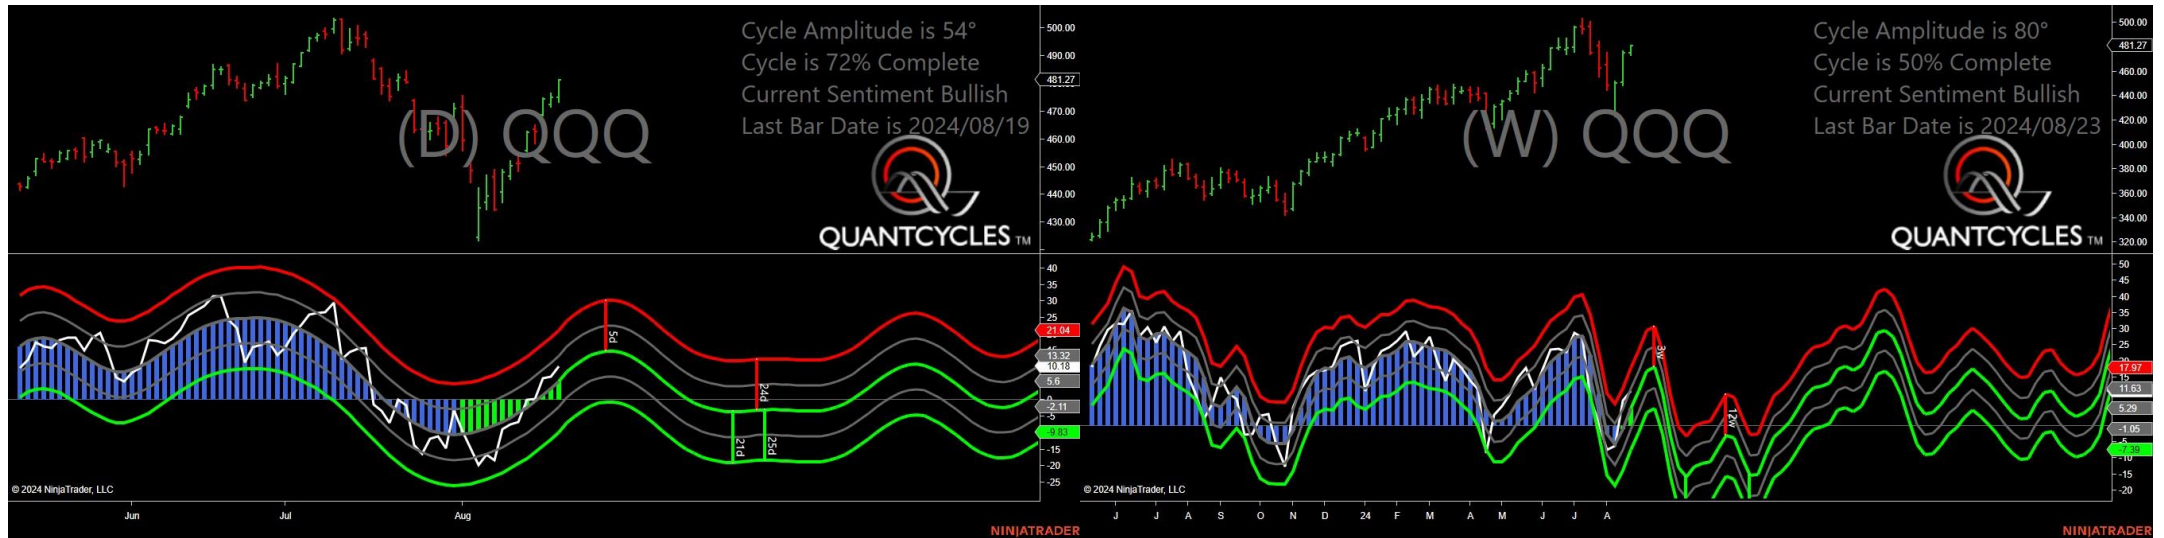 Cycle Amplitude is 54°
Cycle is 72% Complete
Current Sentiment Bullish
Last Bar Date is 2024/08/19
(D) QQQ
QUANTCYCLES TM
500.00
490.00
481.27
470.00
460.00
450.00
440.00
430.00
40
35
30
25
21.04
13.32
10.18
5.6
0
-2.11
-5
-9.83
-15
-20
-25
5d
24d
21d
25d
© 2024 NinjaTrader, LLC
Jun
Jul
Aug
NINJATRADER
Cycle Amplitude is 80°
Cycle is 50% Complete
Current Sentiment Bullish
Last Bar Date is 2024/08/23
(W) QQQ
QUANTCYCLES TM
500.00
481.27
460.00
440.00
420.00
400.00
380.00
360.00
340.00
320.00
50
45
40
35
30
25
20
17.97
15
11.63
5.29
-1.05
-5
-7.39
-10
-15
-20
3w
12w
© 2024 NinjaTrader, LLC
J
J
A
S
O
N
D
24
F
M
A
M
J
J
A
NINJATRADER